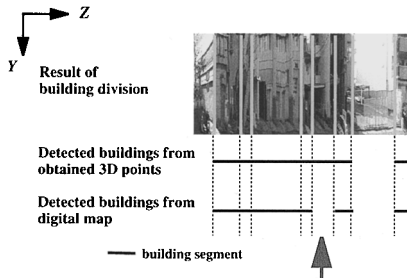 Z
Y
Result of
building division
Detected buildings from
obtained 3D points
Detected buildings from
digital map
building segment